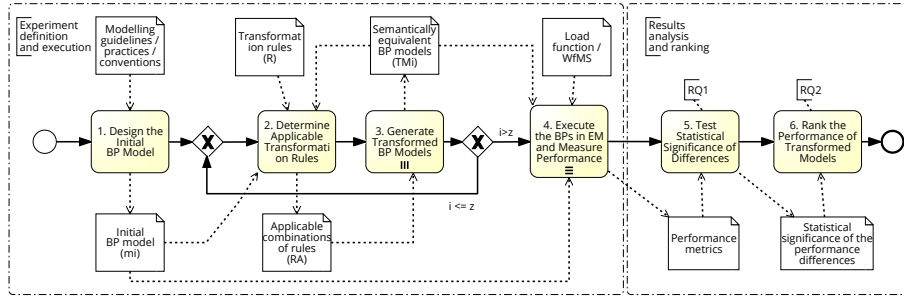 Experiment
definition
and execution
Modelling
guidelines /
practices /
conventions
Transformat
ion rules
(R)
Semantically
equivalent
BP models
(TMi)
Load
function /
WfMS
Results
analysis
and ranking
RQ1
RQ2
1. Design the
Initial
BP Model
X
2. Determine
Applicable
Transformati
on Rules
3. Generate
Transformed
BP Models
X
i>z
4. Execute
the BPs in EM
and Measure
Performance
5. Test
Statistical
Significance
of Differences
6. Rank the
Performance of
Transformed
Models
i <= z
Initial
BP model
(mi)
Applicable
combinations
of rules
(RA)
Performance
metrics
Statistical
significance of the
performance
differences